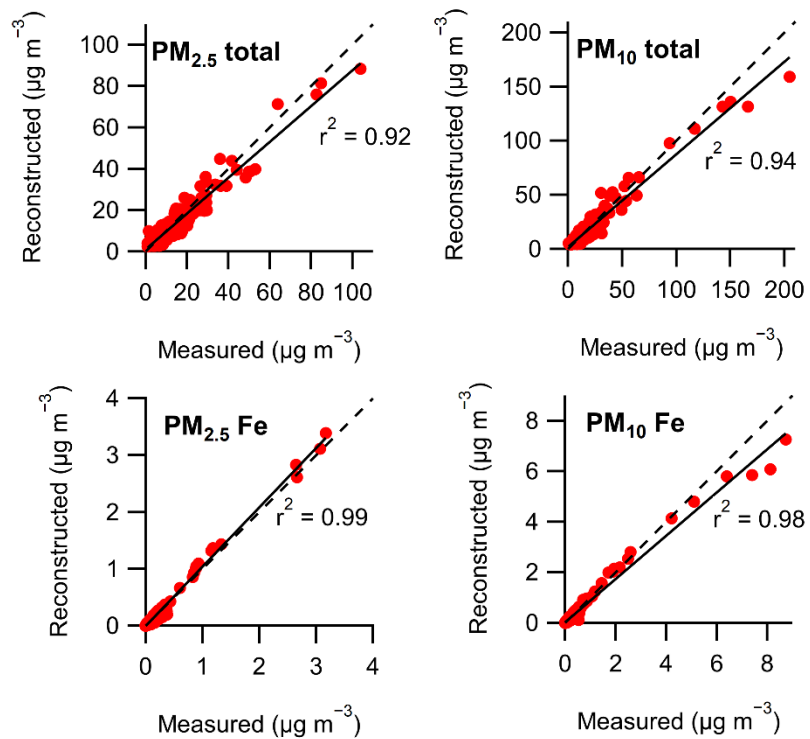 PM₂.₅ total
Reconstructed (µg m⁻³)
100
80
60
40
20
0
r² = 0.92
0 20 40 60 80 100
Measured (µg m⁻³)
PM₁₀ total
Reconstructed (µg m⁻³)
200
150
100
50
0
r² = 0.94
0 50 100 150 200
Measured (µg m⁻³)
PM₂.₅ Fe
Reconstructed (µg m⁻³)
4
3
2
1
0
r² = 0.99
0 1 2 3 4
Measured (µg m⁻³)
PM₁₀ Fe
Reconstructed (µg m⁻³)
8
6
4
2
0
r² = 0.98
0 2 4 6 8
Measured (µg m⁻³)